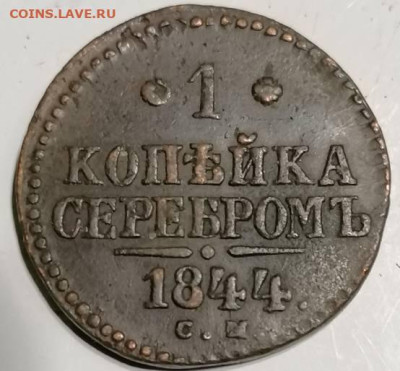 COINS.LAVE.RU
1
КОПѢЙКА
СЕРЕБРОМЪ
1844.
С.М